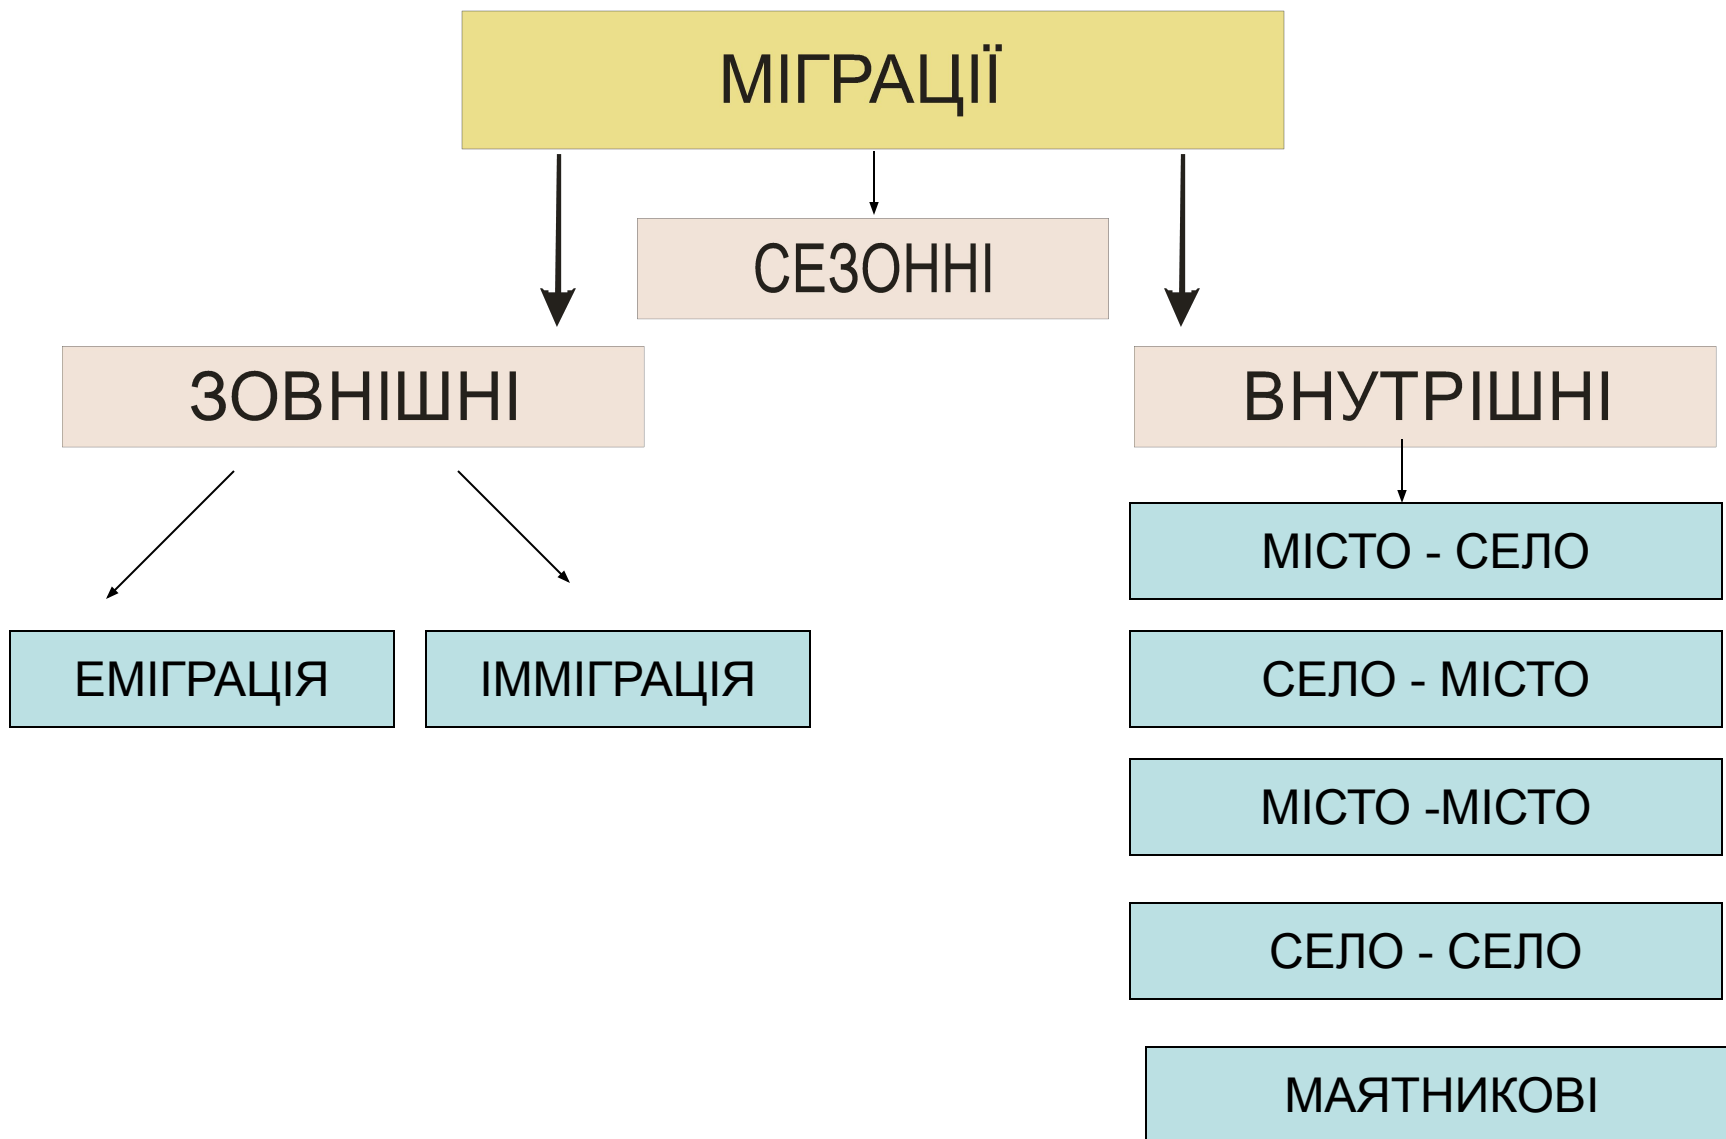 МІГРАЦІЇ
СЕЗОННІ
ЗОВНІШНІ
ВНУТРІШНІ
МІСТО - СЕЛО
ЕМІГРАЦІЯ
ІММІГРАЦІЯ
СЕЛО - МІСТО
МІСТО -МІСТО
СЕЛО - СЕЛО
МАЯТНИКОВІ